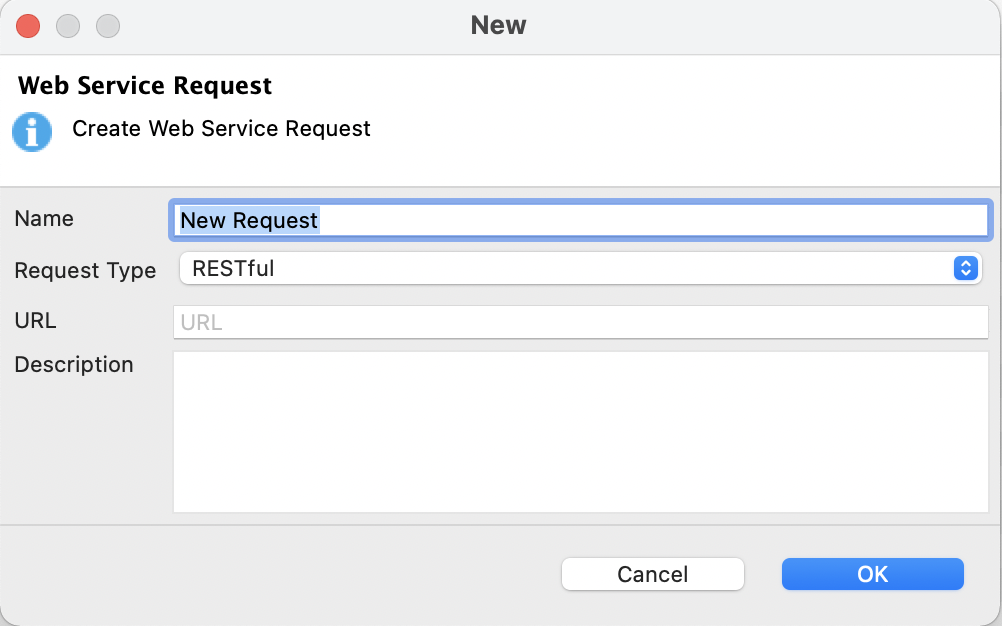 New
Web Service Request
Create Web Service Request
Name
New Request
Request Type
RESTful
URL
URL
Description
Cancel
OK